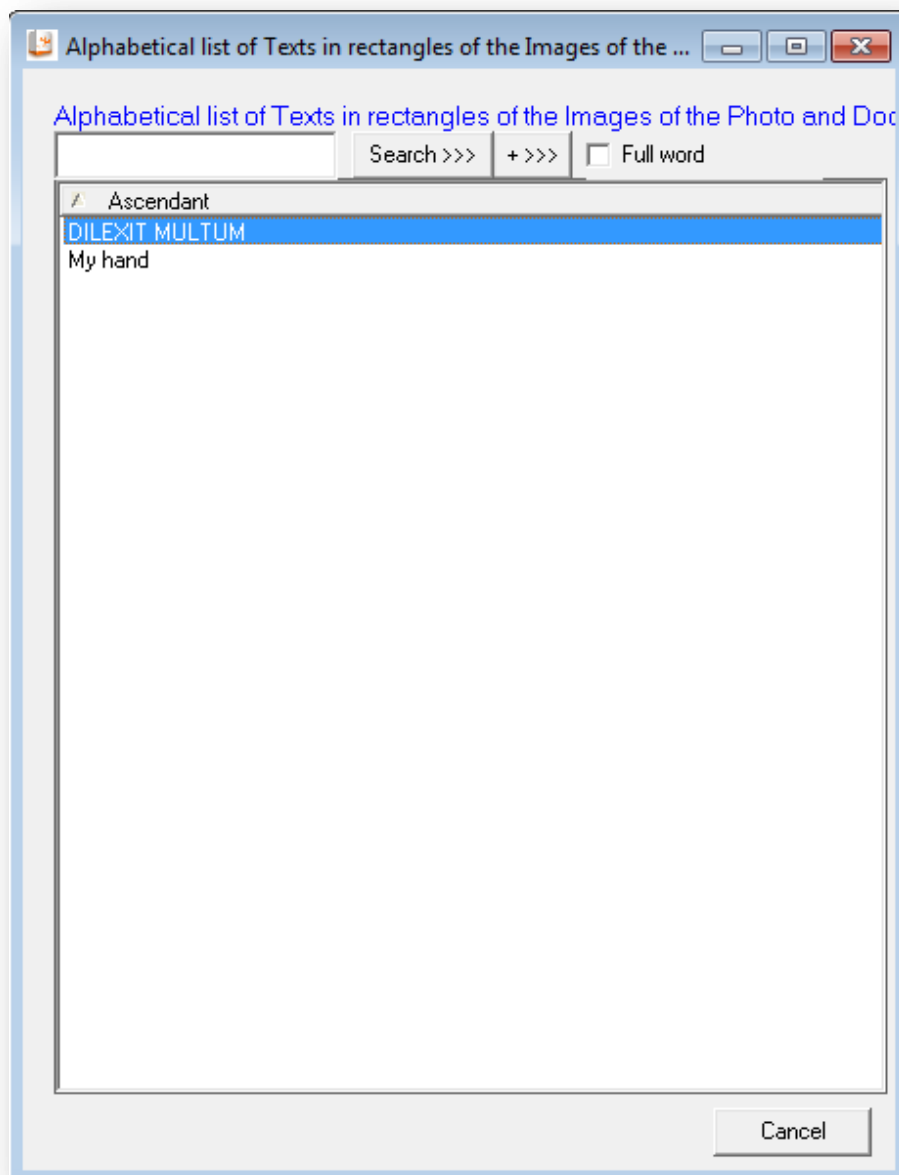 Alphabetical list of Texts in rectangles of the Images of the ...
Alphabetical list of Texts in rectangles of the Images of the Photo and Doc
Search >>> + >>> Full word
Ascendant
DILEXIT MULTUM
My hand
Cancel